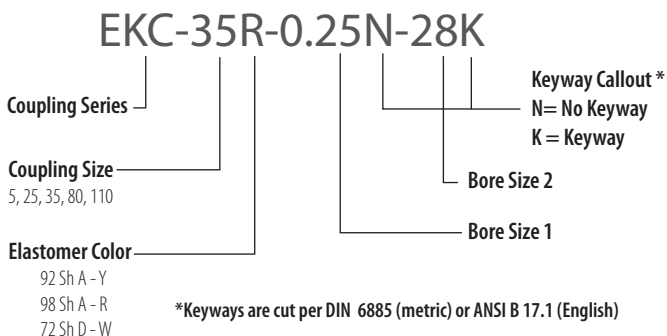 EKC-35R-0.25N-28K
Coupling Series
Keyway Callout *
N= No Keyway
K = Keyway
Coupling Size
5, 25, 35, 80, 110
Bore Size 2
Bore Size 1
Elastomer Color
92 Sh A - Y
98 Sh A - R
72 Sh D - W
*Keyways are cut per DIN 6885 (metric) or ANSI B 17.1 (English)